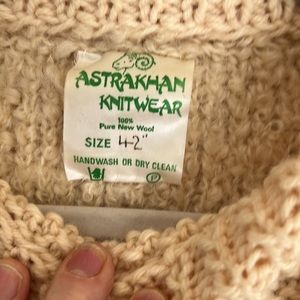 ASTRAKHAN
KNITWEAR
100%
Pure New Wool
SIZE 42"
HANDWASH OR DRY CLEAN
P